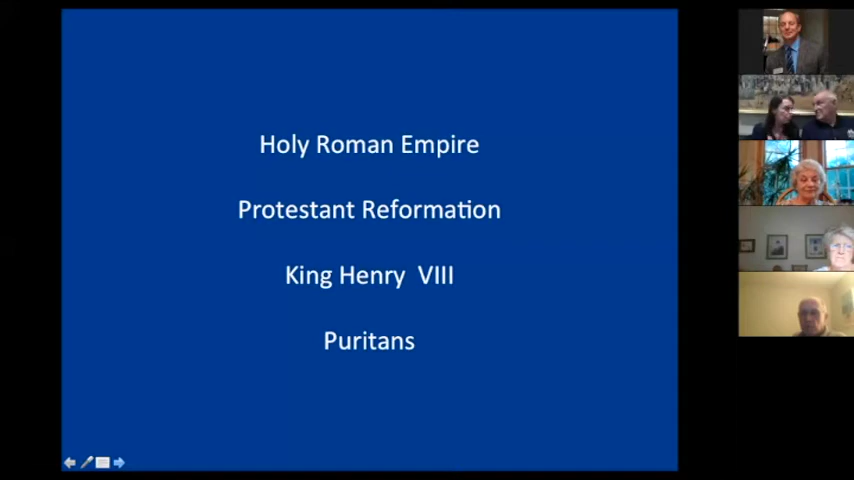 Holy Roman Empire
Protestant Reformation
King Henry VIII
Puritans